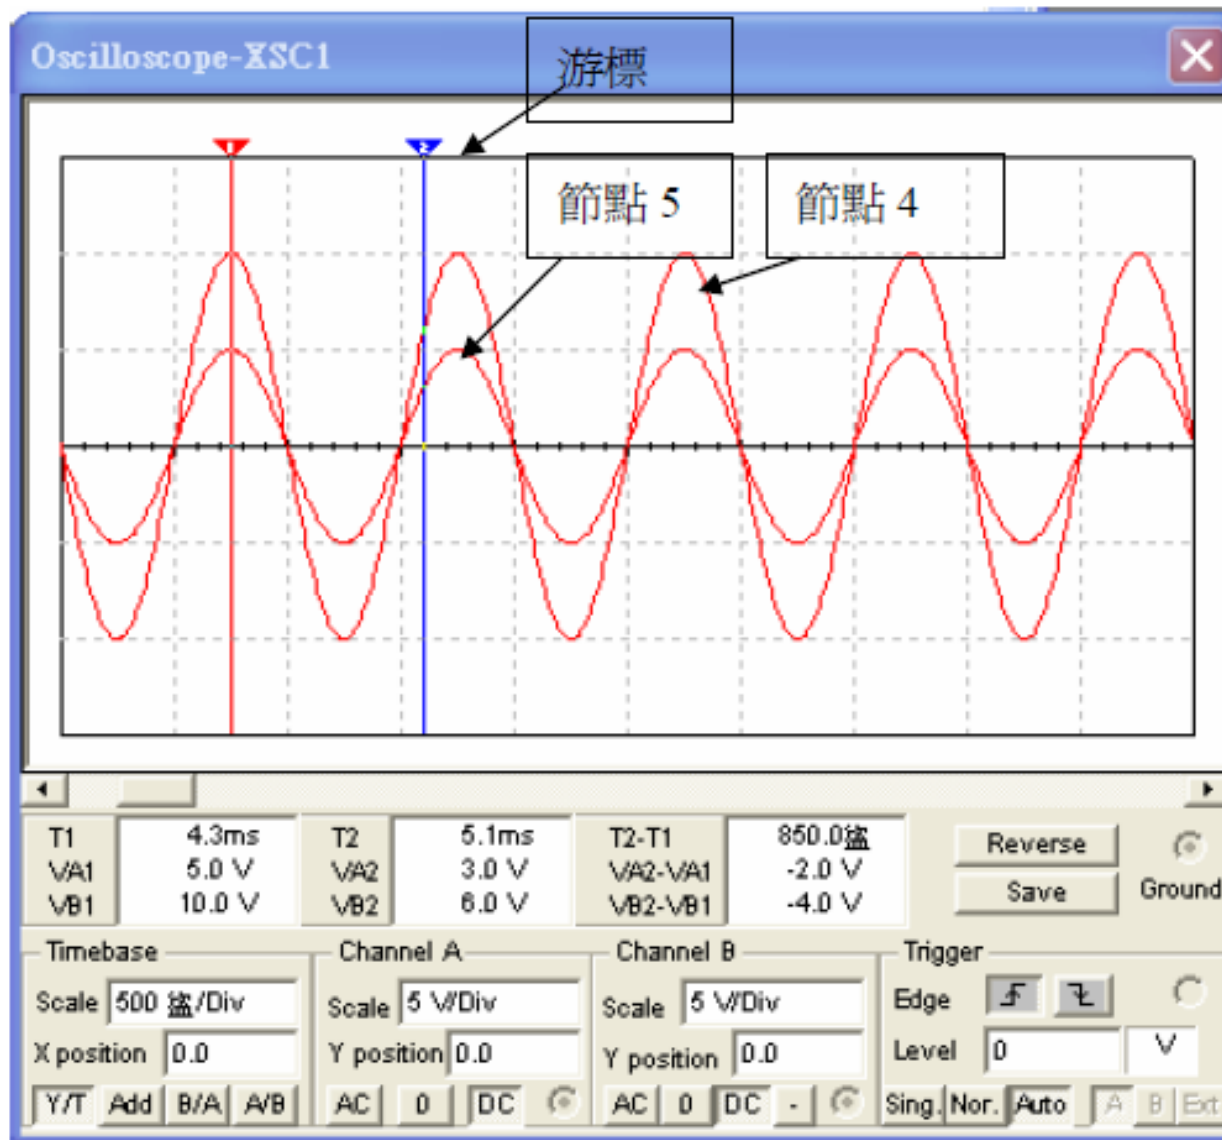 Oscilloscope-XSC1
游標
1
2
節點 5
節點 4
T1 4.3ms T2 5.1ms T2-T1 850.0盜
VA1 5.0 V VA2 3.0 V VA2-VA1 -2.0 V
VB1 10.0 V VB2 6.0 V VB2-VB1 -4.0 V
Reverse
Save
Ground
Timebase Channel A Channel B Trigger
Scale 500 盜/Div Scale 5 V/Div Scale 5 V/Div Edge
X position 0.0 Y position 0.0 Y position 0.0 Level 0 V
Y/T Add B/A A/B AC 0 DC AC 0 DC - Sing. Nor. Auto A B Ext